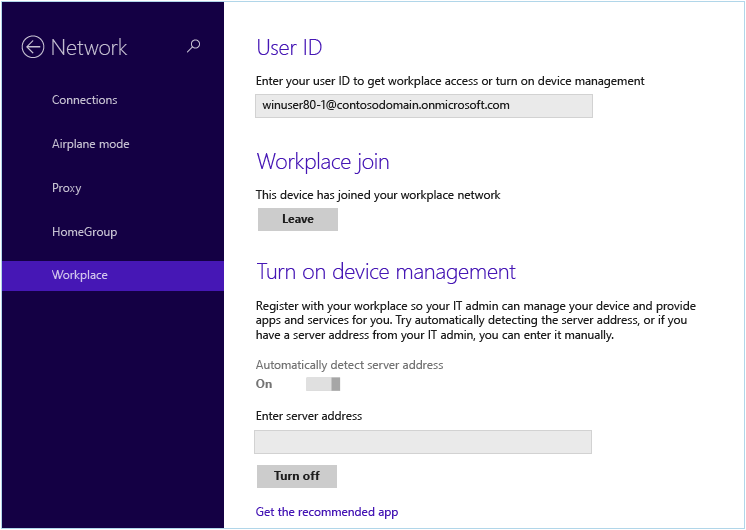 Network
Connections
Airplane mode
Proxy
HomeGroup
Workplace
User ID
Enter your user ID to get workplace access or turn on device management
winuser80-1@contosodomain.onmicrosoft.com
Workplace join
This device has joined your workplace network
Leave
Turn on device management
Register with your workplace so your IT admin can manage your device and provide
apps and services for you. Try automatically detecting the server address, or if you
have a server address from your IT admin, you can enter it manually.
Automatically detect server address
On
Enter server address
Turn off
Get the recommended app